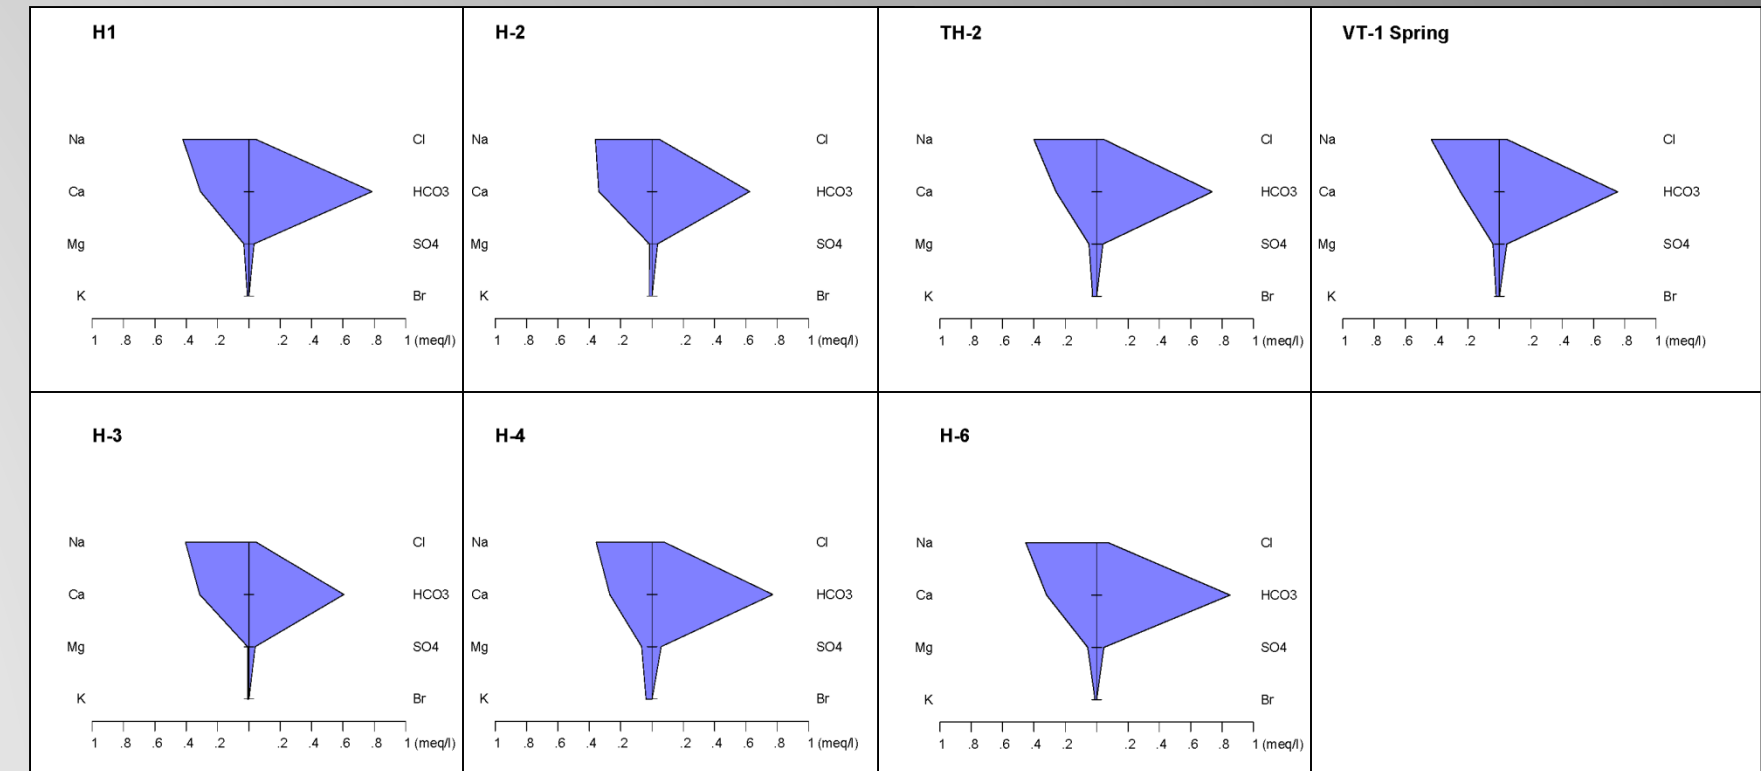 H1
H-2
TH-2
VT-1 Spring
Na Cl Na Cl Na Cl Na Cl
Ca HCO3 Ca HCO3 Ca HCO3 Ca HCO3
Mg SO4 Mg SO4 Mg SO4 Mg SO4
K Br K Br K Br K Br
1 .8 .6 .4 .2 .2 .4 .6 .8 1 (meq/l) 1 .8 .6 .4 .2 .2 .4 .6 .8 1 (meq/l) 1 .8 .6 .4 .2 .2 .4 .6 .8 1 (meq/l) 1 .8 .6 .4 .2 .2 .4 .6 .8 1 (meq/l)
H-3
H-4
H-6
Na Cl Na Cl Na Cl
Ca HCO3 Ca HCO3 Ca HCO3
Mg SO4 Mg SO4 Mg SO4
K Br K Br K Br
1 .8 .6 .4 .2 .2 .4 .6 .8 1 (meq/l) 1 .8 .6 .4 .2 .2 .4 .6 .8 1 (meq/l) 1 .8 .6 .4 .2 .2 .4 .6 .8 1 (meq/l)